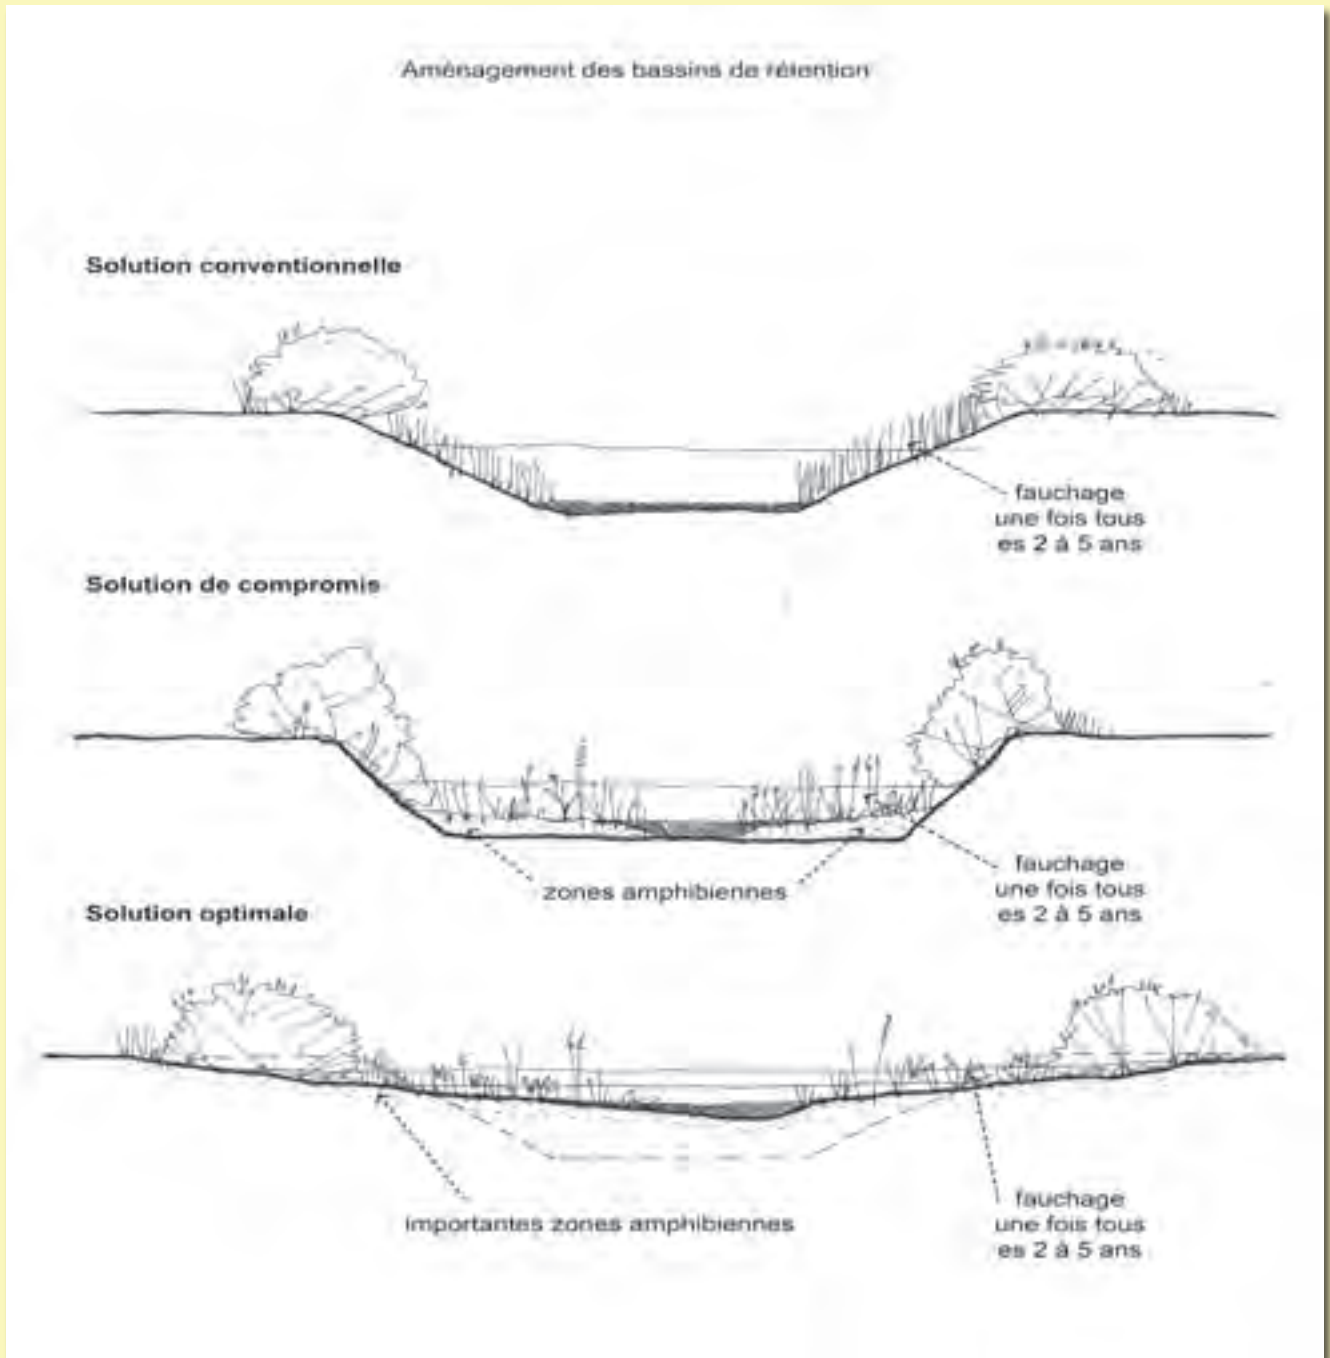 Aménagement des bassins de rétention
Solution conventionnelle
fauchage
une fois tous
es 2 à 5 ans
Solution de compromis
zones amphibiennes
fauchage
une fois tous
es 2 à 5 ans
Solution optimale
importantes zones amphibiennes
fauchage
une fois tous
es 2 à 5 ans